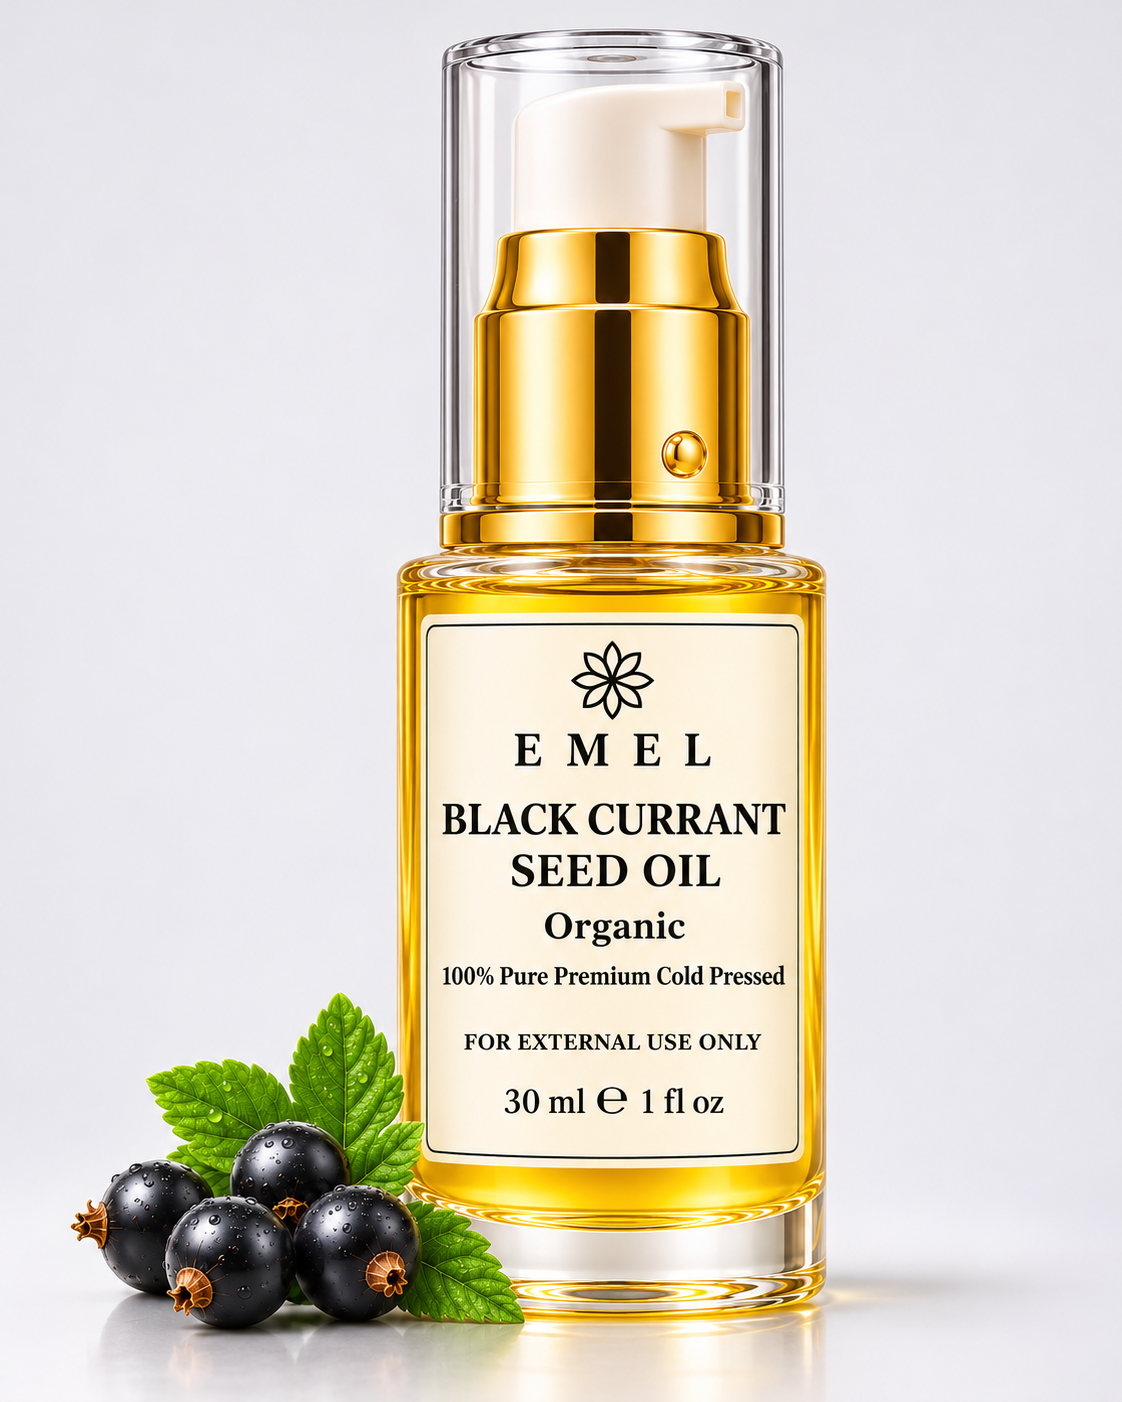 E M E L
BLACK CURRANT
SEED OIL
Organic
100% Pure Premium Cold Pressed
FOR EXTERNAL USE ONLY
30 ml ℮ 1 fl oz